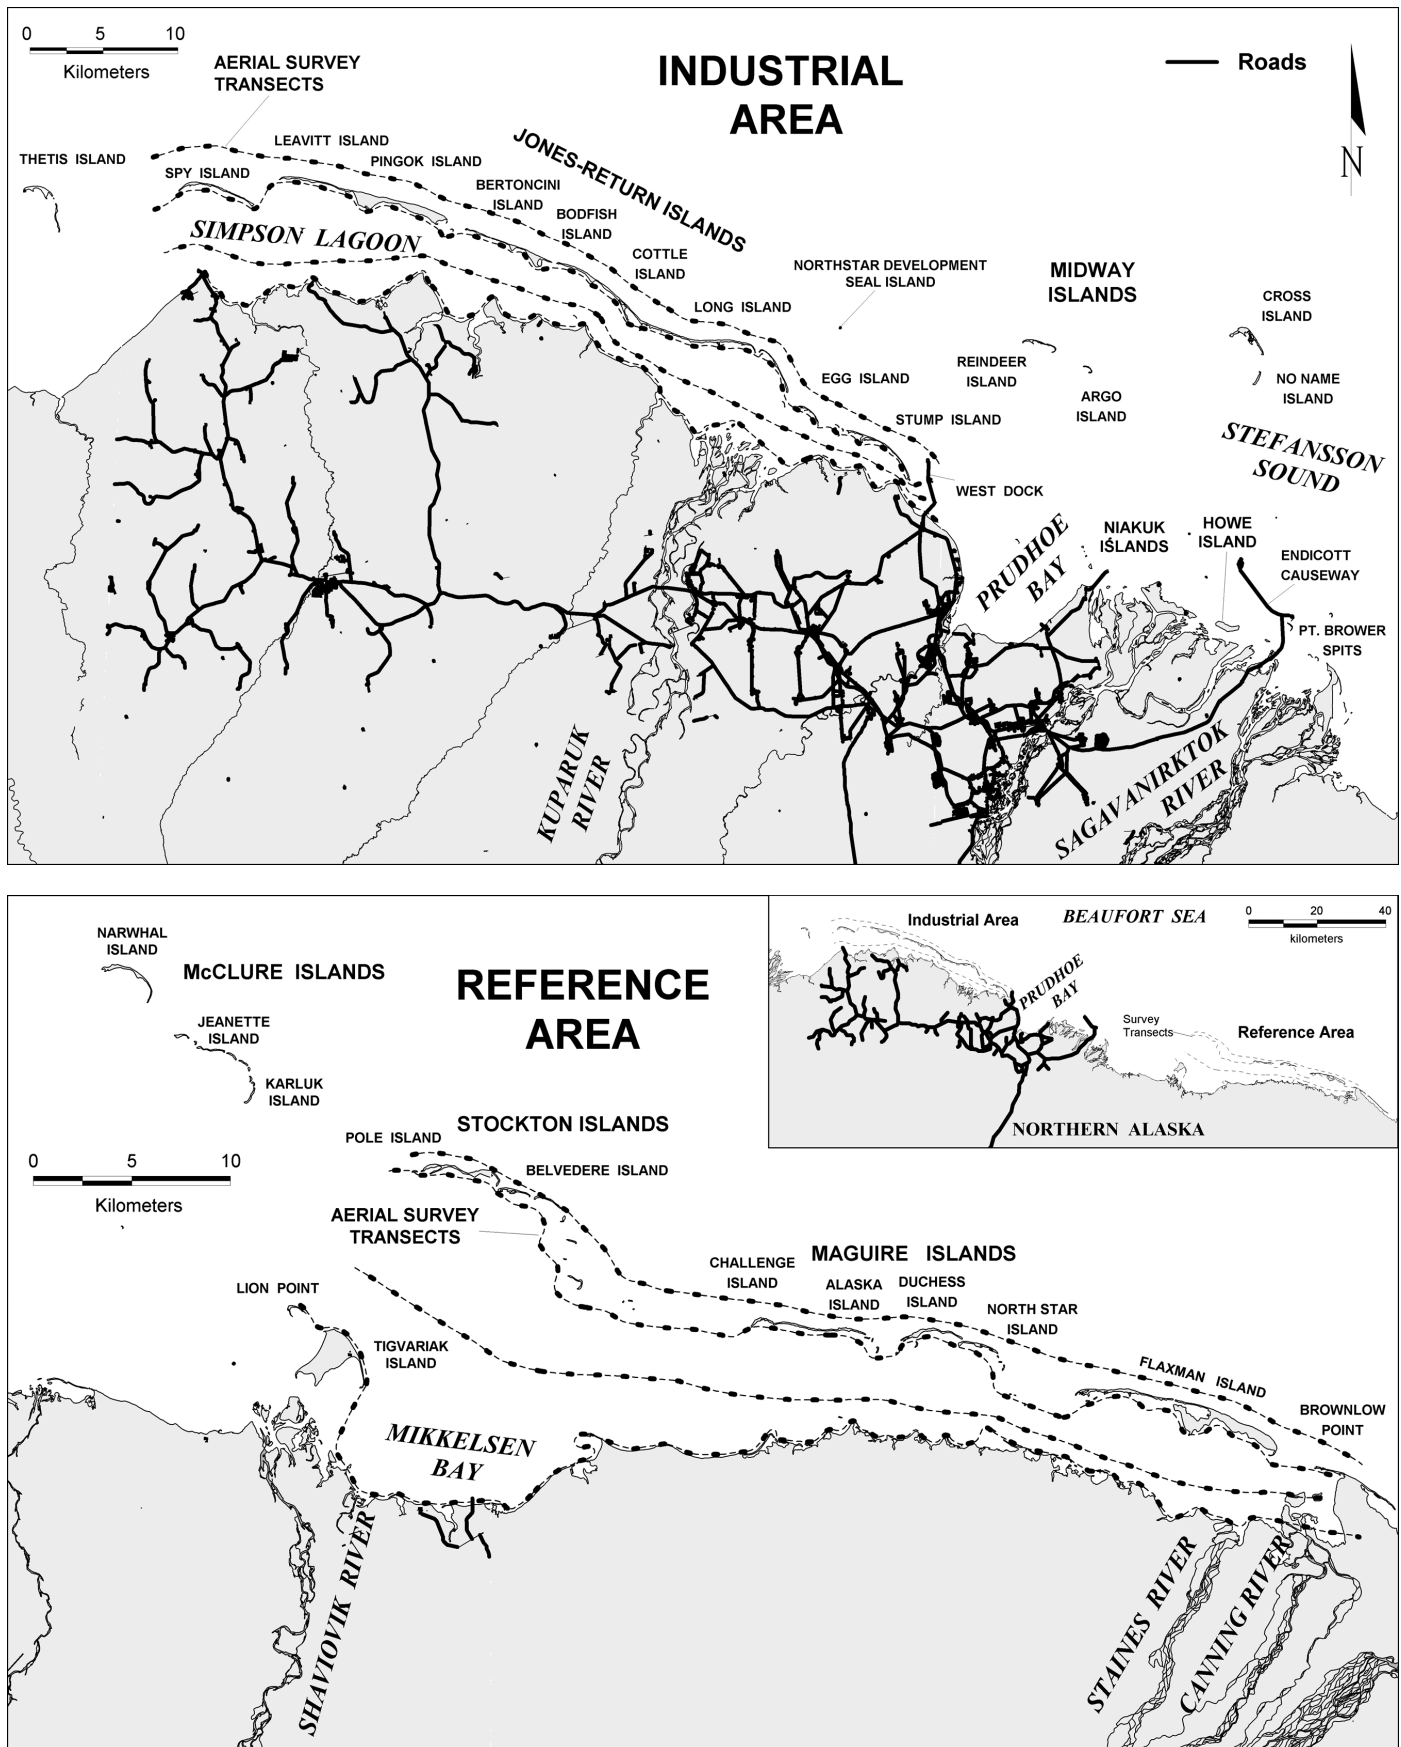 0 5 10
Kilometers
AERIAL SURVEY
TRANSECTS
INDUSTRIAL
AREA
Roads
N
THETIS ISLAND
LEAVITT ISLAND
SPY ISLAND
PINGOK ISLAND
JONES-RETURN ISLANDS
BERTONCINI
ISLAND
BODFISH
ISLAND
SIMPSON LAGOON
COTTLE
ISLAND
NORTHSTAR DEVELOPMENT
SEAL ISLAND
MIDWAY
ISLANDS
CROSS
ISLAND
LONG ISLAND
REINDEER
ISLAND
EGG ISLAND
ARGO
ISLAND
NO NAME
ISLAND
STUMP ISLAND
STEFANSSON
SOUND
WEST DOCK
PRUDHOE
BAY
NIAKUK
ISLANDS
HOWE
ISLAND
ENDICOTT
CAUSEWAY
PT. BROWER
SPITS
KUPARUK
RIVER
SAGAVANIRKTOK
RIVER
NARWHAL
ISLAND
McCLURE ISLANDS
REFERENCE
AREA
JEANETTE
ISLAND
KARLUK
ISLAND
Industrial Area
BEAUFORT SEA
0 20 40
kilometers
PRUDHOE
BAY
Survey
Transects
Reference Area
NORTHERN ALASKA
STOCKTON ISLANDS
POLE ISLAND
BELVEDERE ISLAND
0 5 10
Kilometers
AERIAL SURVEY
TRANSECTS
CHALLENGE
ISLAND
MAGUIRE ISLANDS
ALASKA
ISLAND
DUCHESS
ISLAND
NORTH STAR
ISLAND
LION POINT
TIGVARIAK
ISLAND
FLAXMAN ISLAND
BROWNLOW
POINT
MIKKELSEN
BAY
SHAVIOVIK RIVER
STAINES RIVER
CANNING RIVER